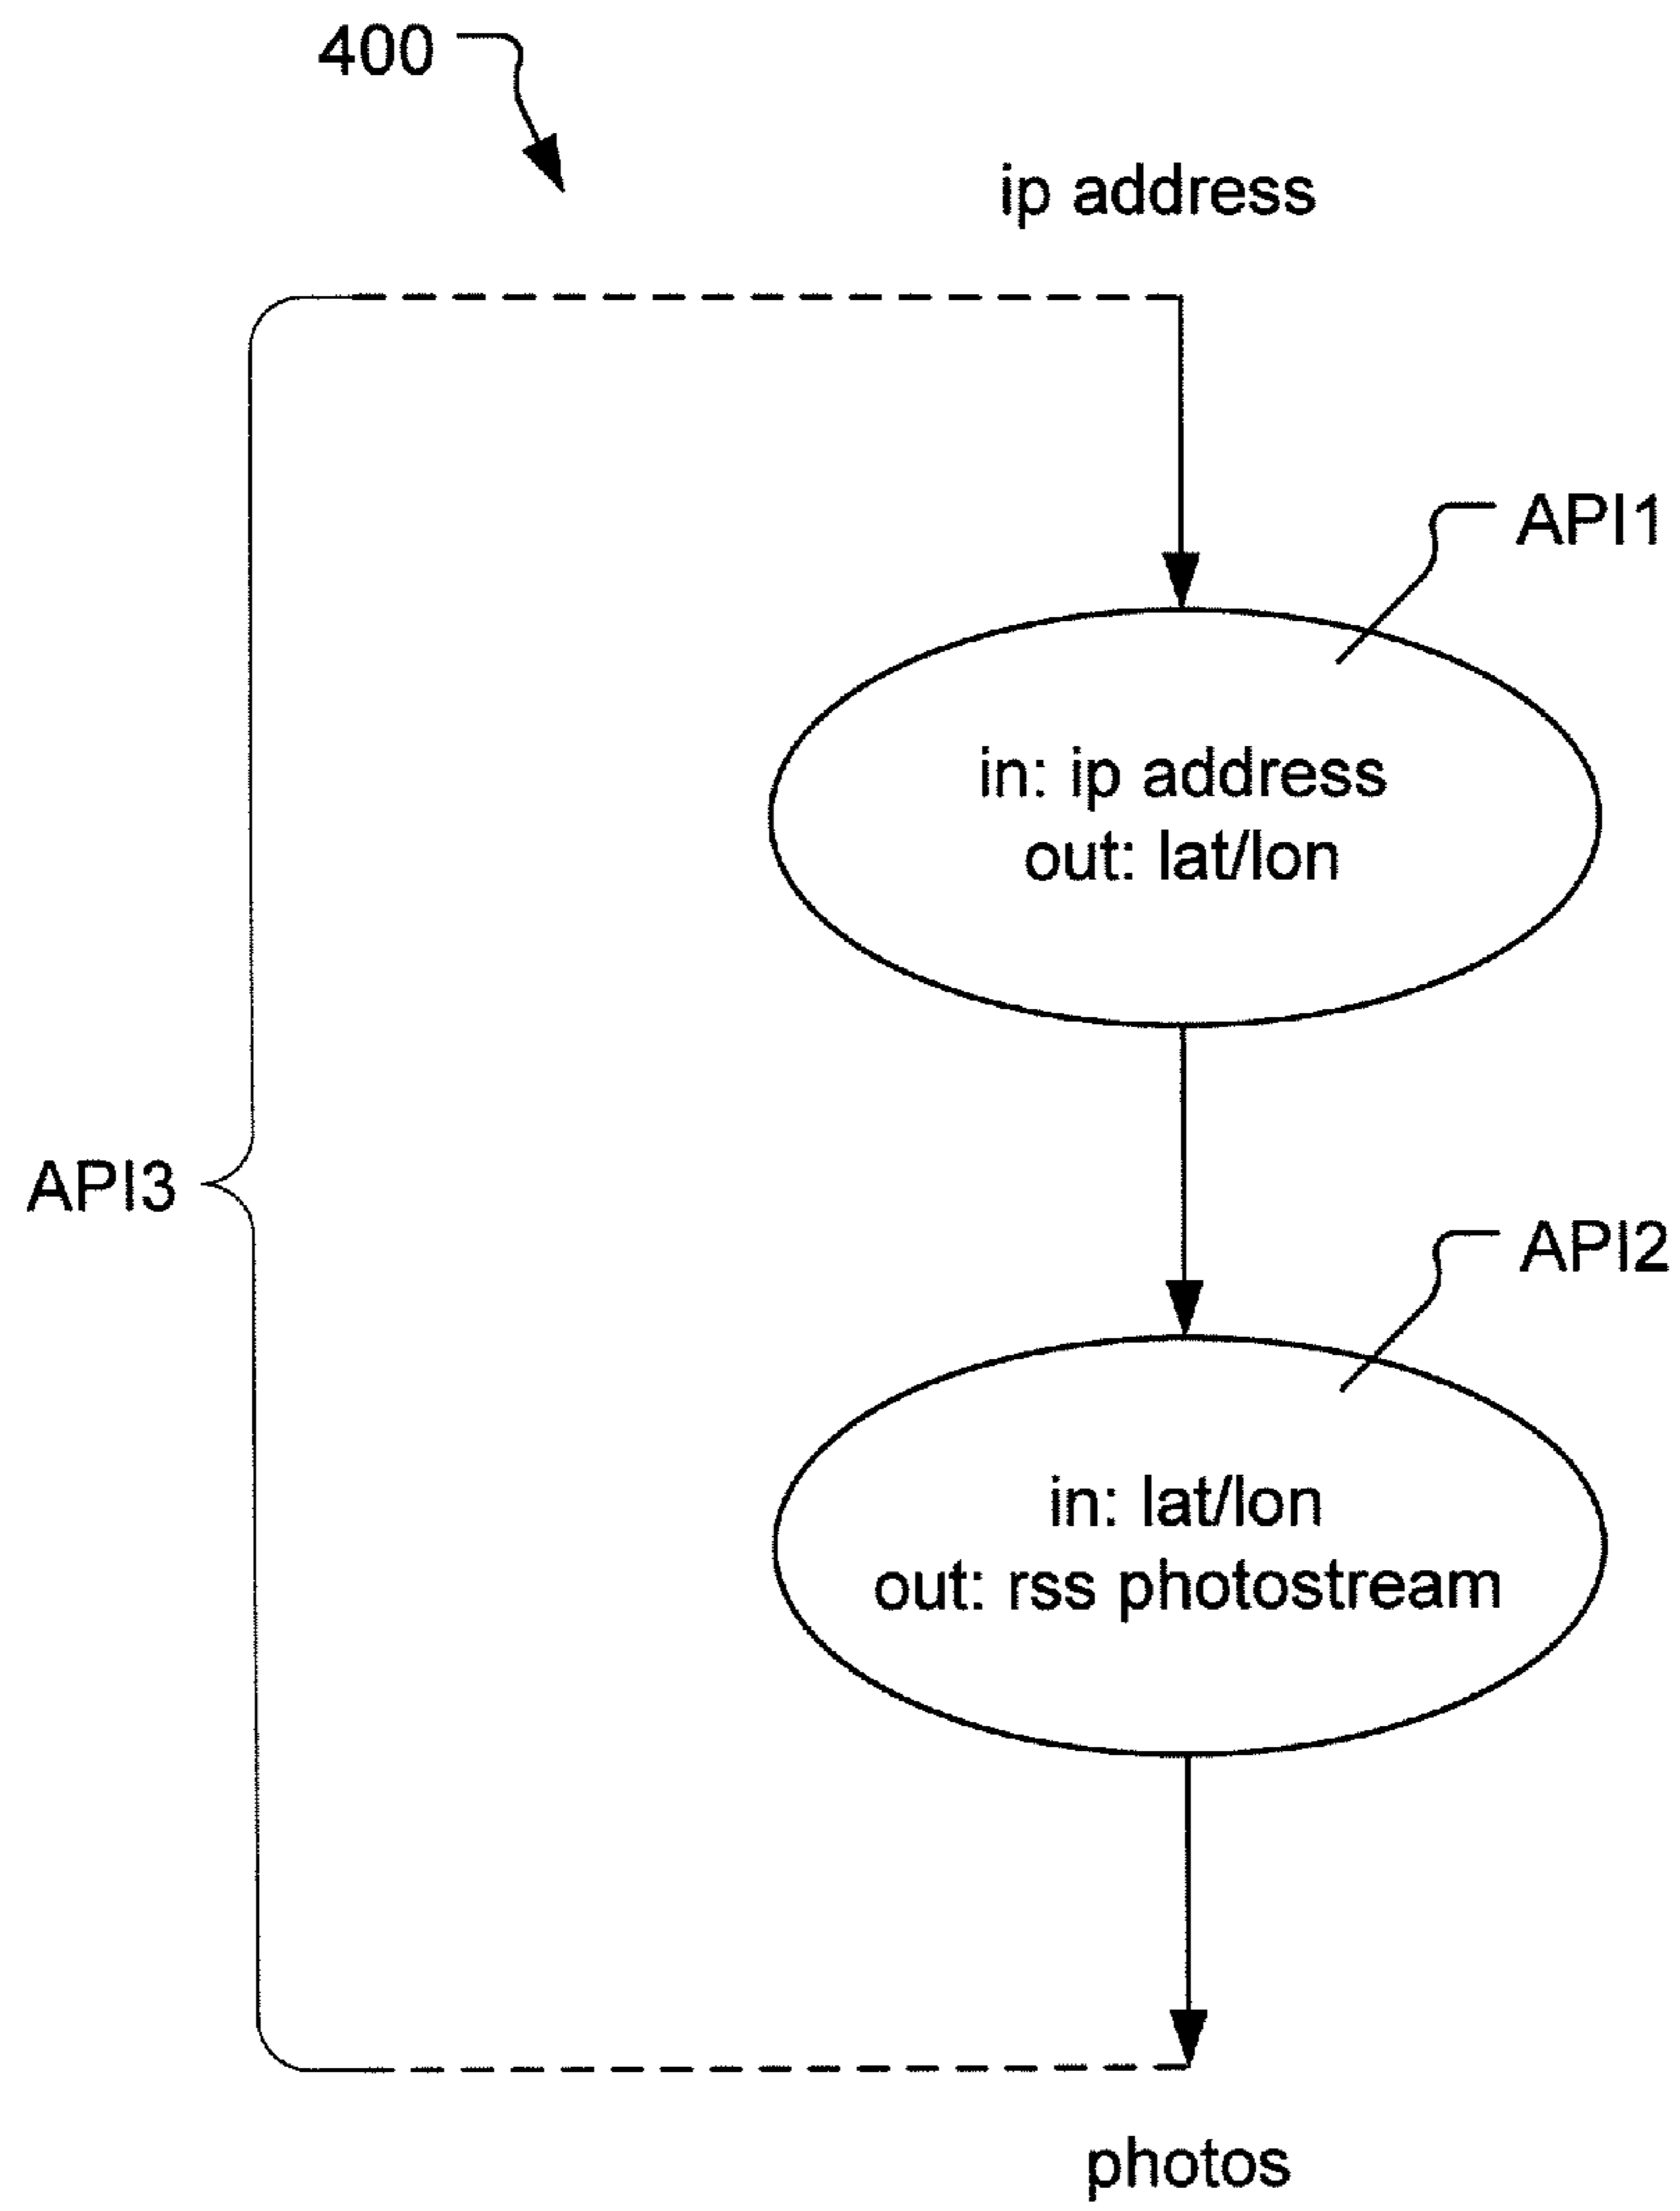 400
ip address
API1
in: ip address
out: lat/lon
API3
API2
in: lat/lon
out: rss photostream
photos